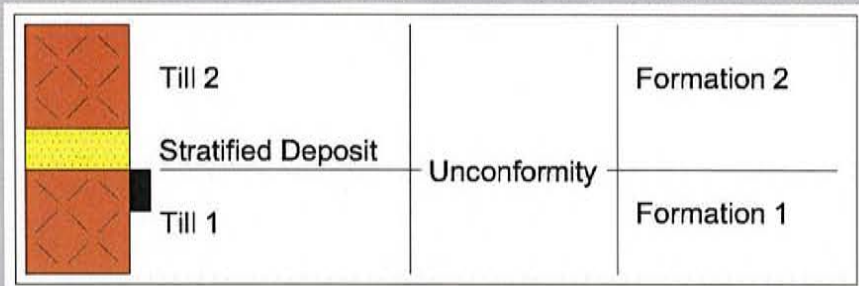 Till 2
Formation 2
Stratified Deposit
Unconformity
Till 1
Formation 1